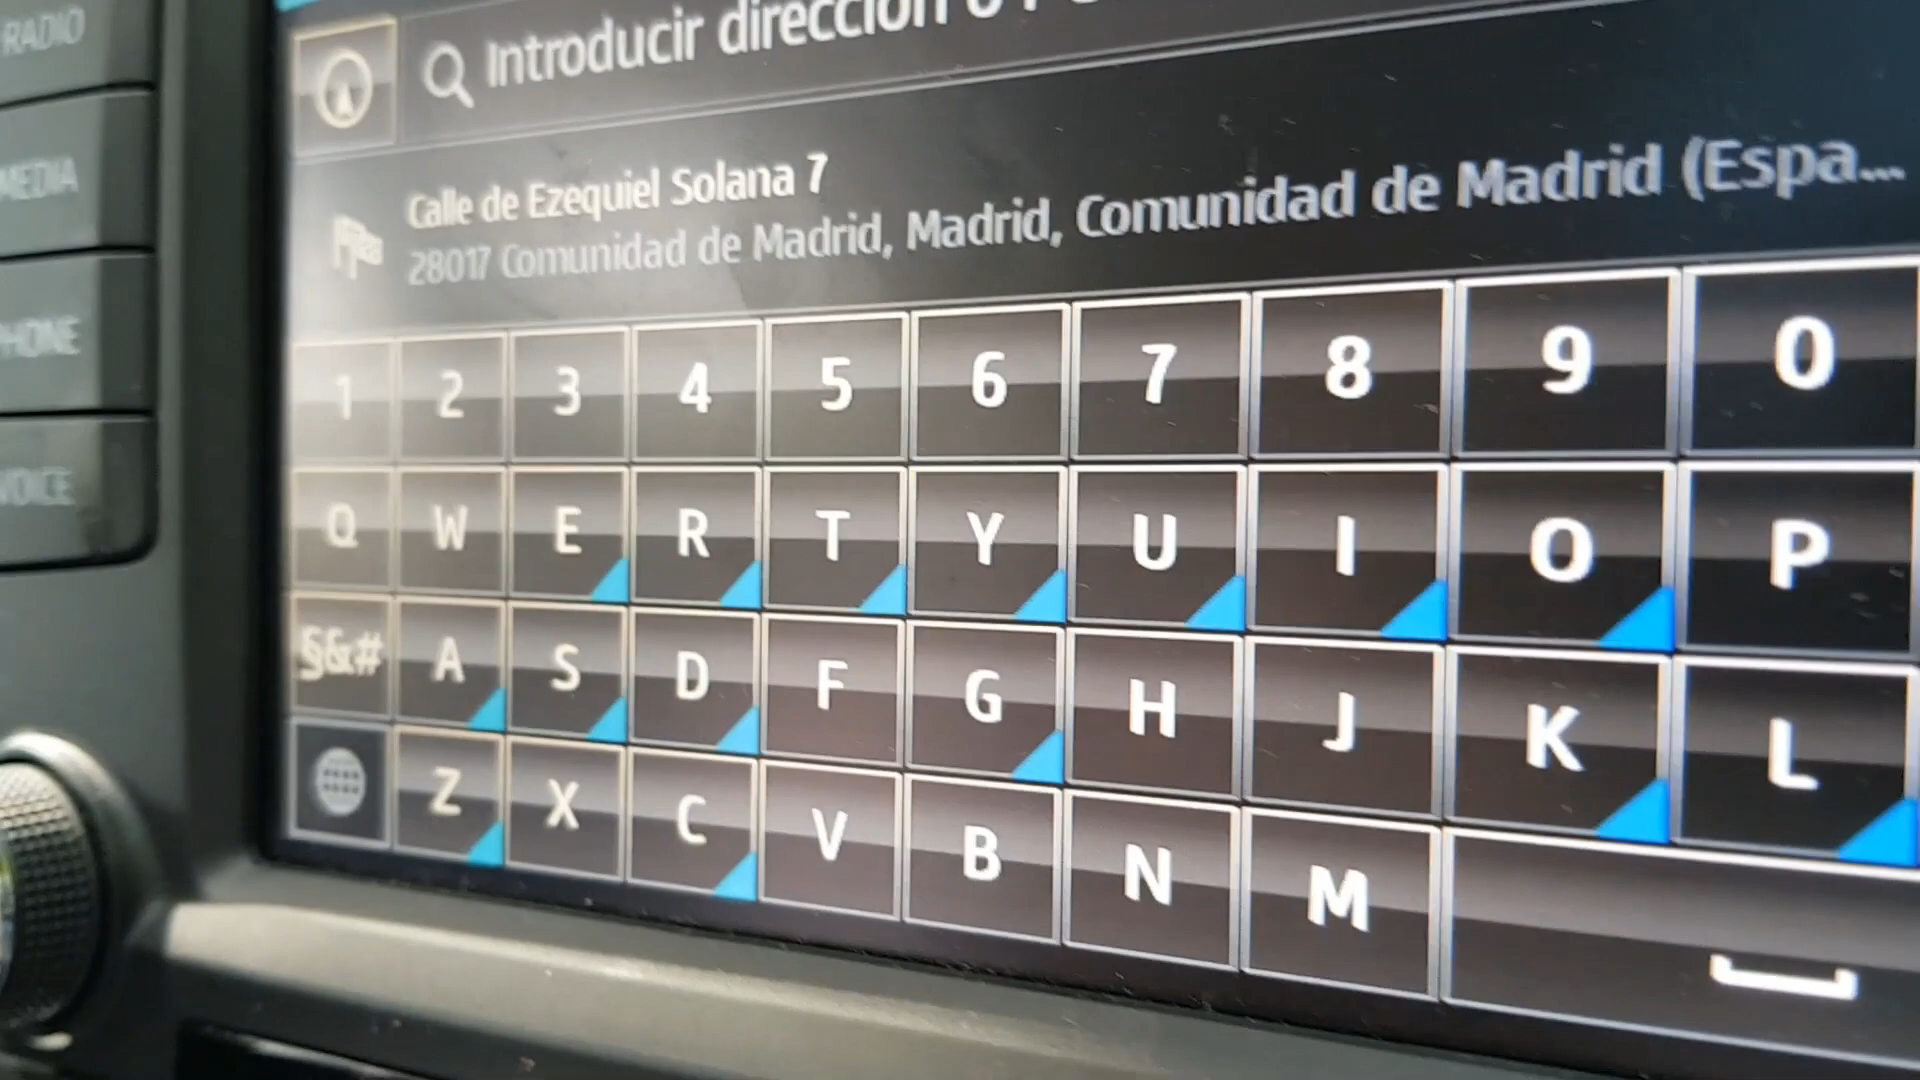 RADIO
MEDIA
PHONE
VOICE
Introducir dirección o
Calle de Ezequiel Solana 7
28017 Comunidad de Madrid, Madrid, Comunidad de Madrid (Espa...
1 2 3 4 5 6 7 8 9 0
Q W E R T Y U I O P
§&# A S D F G H J K L
Z X C V B N M